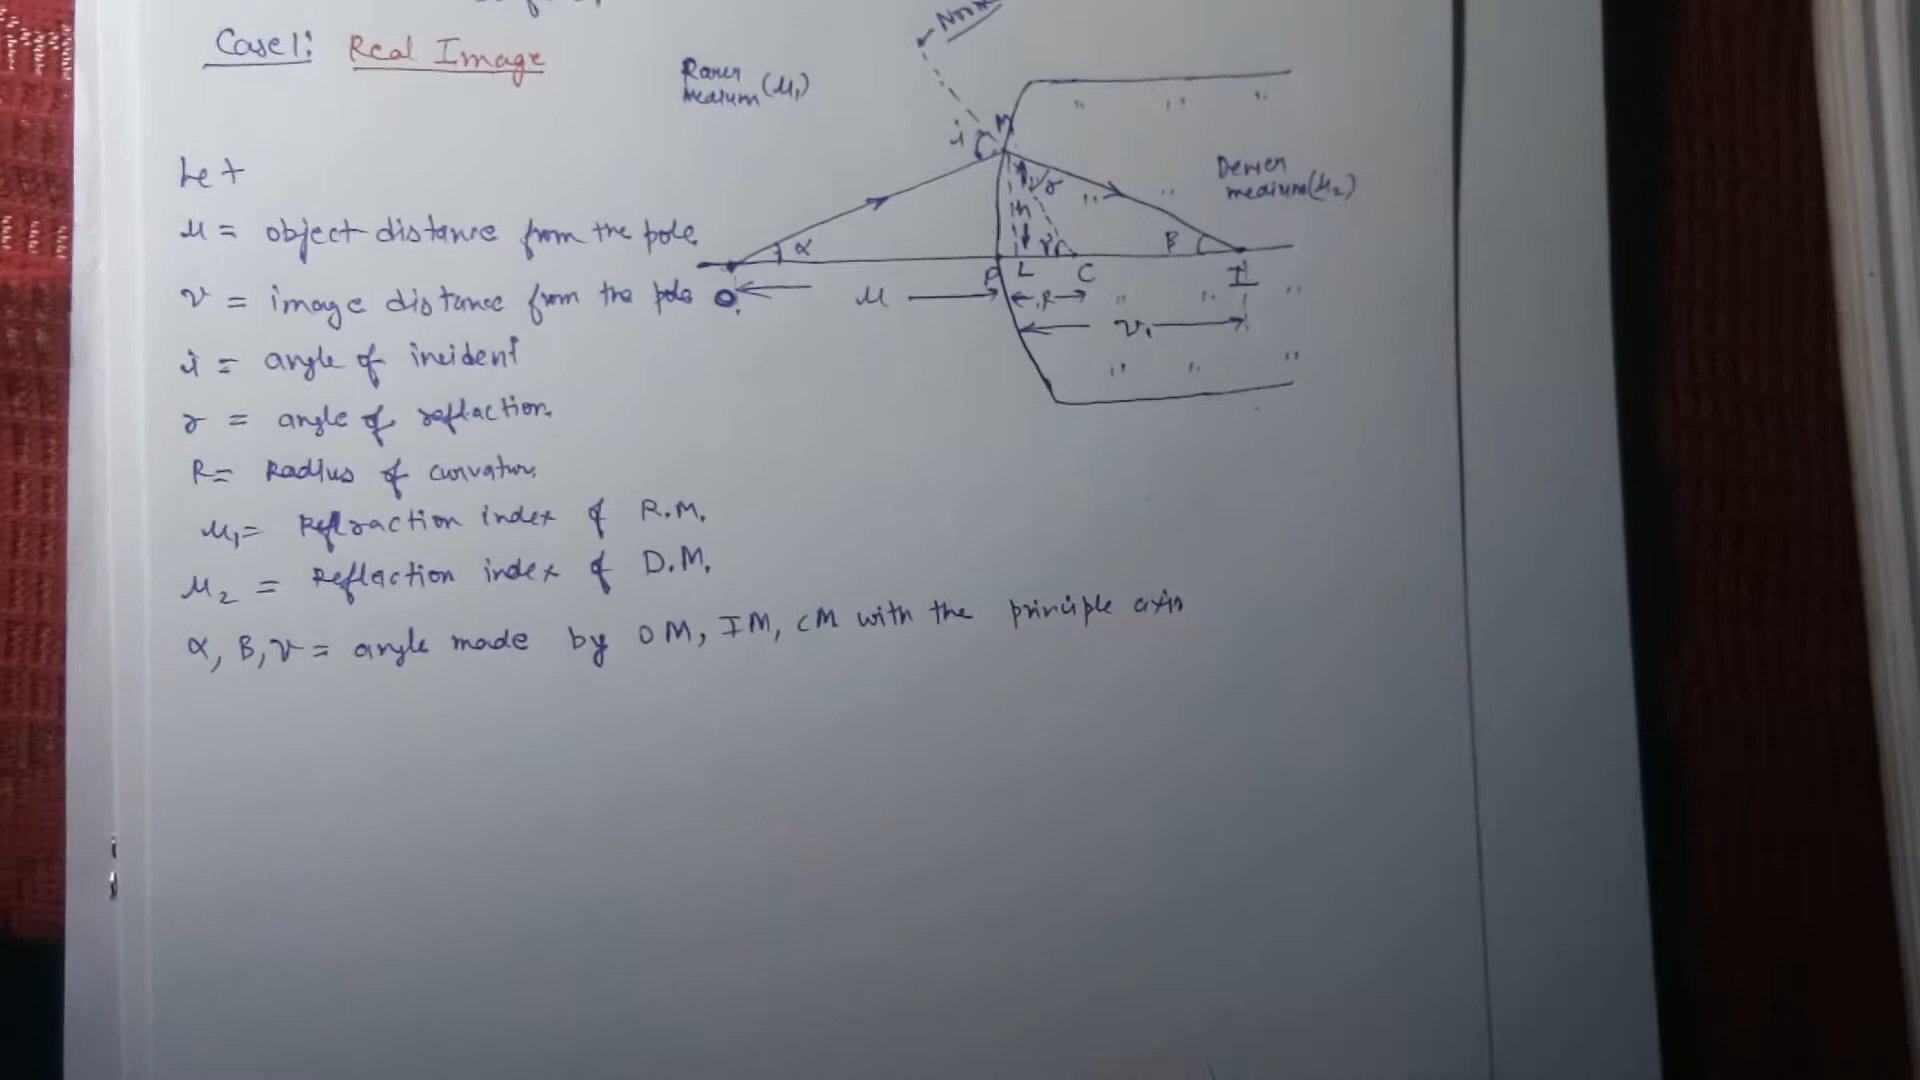 Case 1: Real Image
Rarer
medium (μ1)
i
M
r
h
α
γ
β
Denser
medium (μ2)
P L C I
O
u
R
v
Let
u = object distance from the pole.
v = image distance from the pole
i = angle of incident
r = angle of reflaction.
R = Radius of curvature.
μ1 = Reflraction index of R.M.
μ2 = Reflaction index of D.M.
α, B, γ = angle made by OM, IM, CM with the principle axis